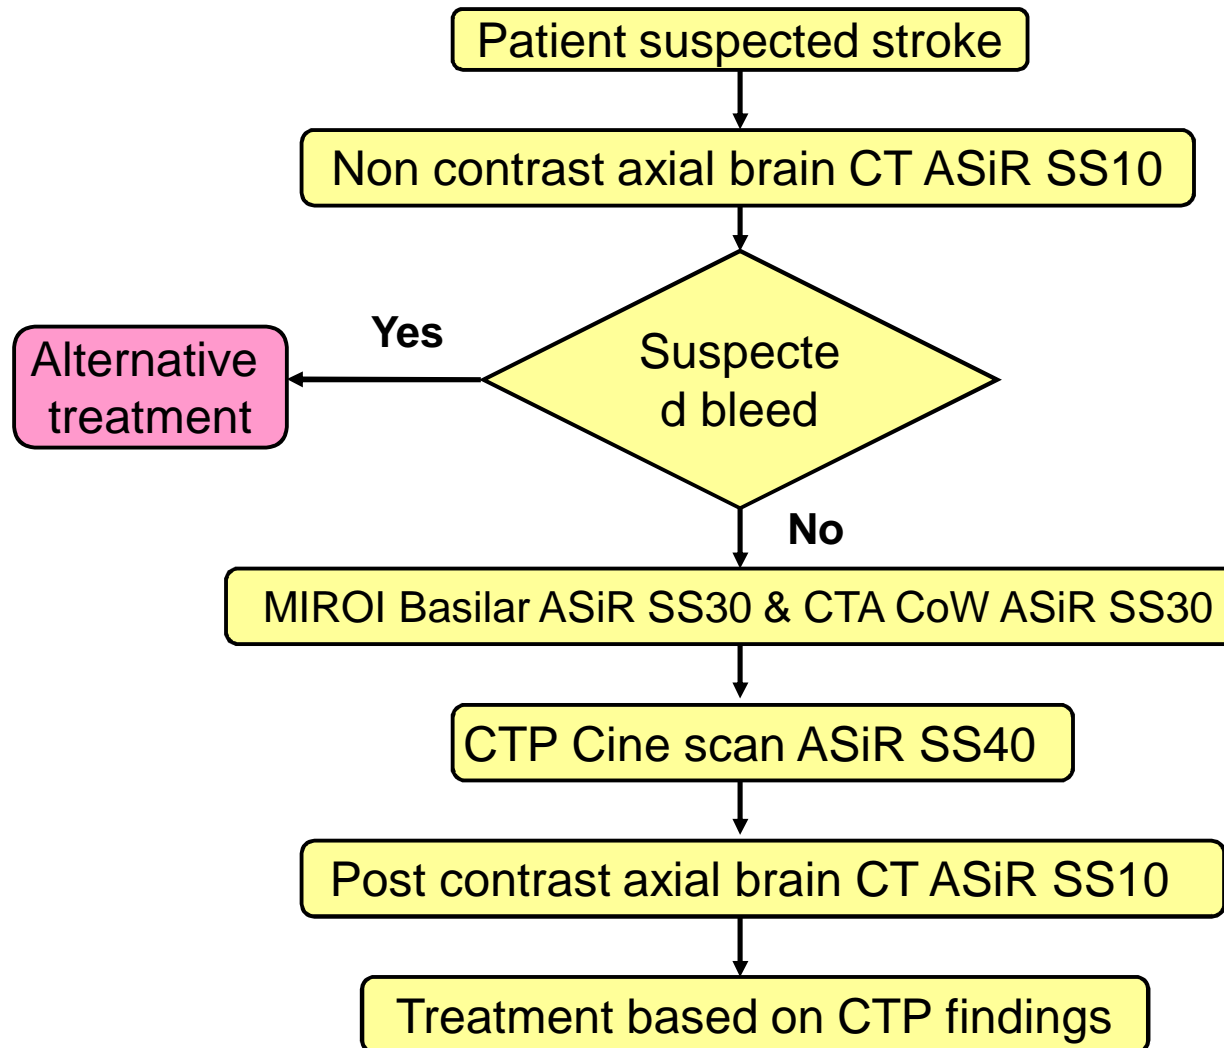 Patient suspected stroke
Non contrast axial brain CT ASiR SS10
Yes
Alternative
treatment
Suspecte
d bleed
No
MIROI Basilar ASiR SS30 & CTA CoW ASiR SS30
CTP Cine scan ASiR SS40
Post contrast axial brain CT ASiR SS10
Treatment based on CTP findings